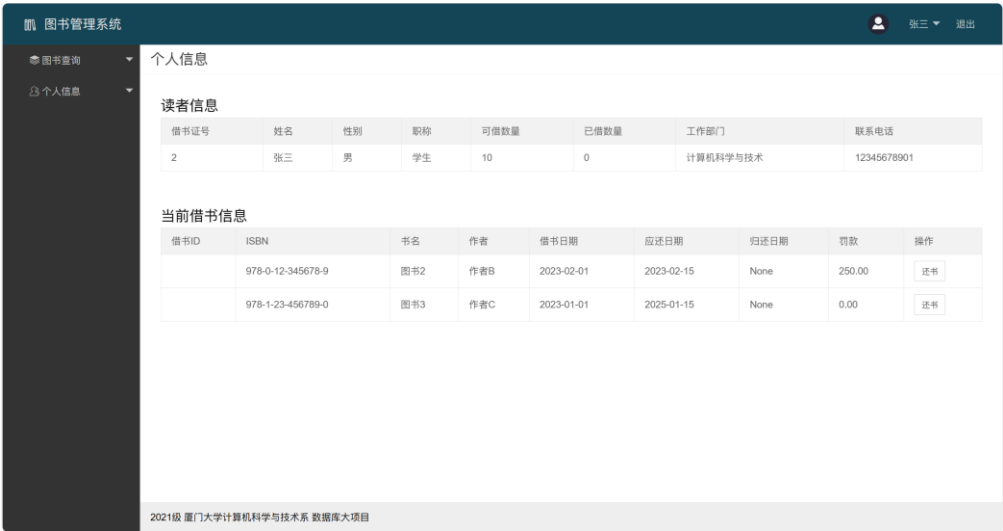 图书管理系统 张三 退出
图书查询
个人信息
个人信息
读者信息
借书证号 姓名 性别 职称 可借数量 已借数量 工作部门 联系电话
2 张三 男 学生 10 0 计算机科学与技术 12345678901
当前借书信息
借书ID ISBN 书名 作者 借书日期 应还日期 归还日期 罚款 操作
978-0-12-345678-9 图书2 作者B 2023-02-01 2023-02-15 None 250.00 还书
978-1-23-456789-0 图书3 作者C 2023-01-01 2025-01-15 None 0.00 还书
2021级 厦门大学计算机科学与技术系 数据库大项目